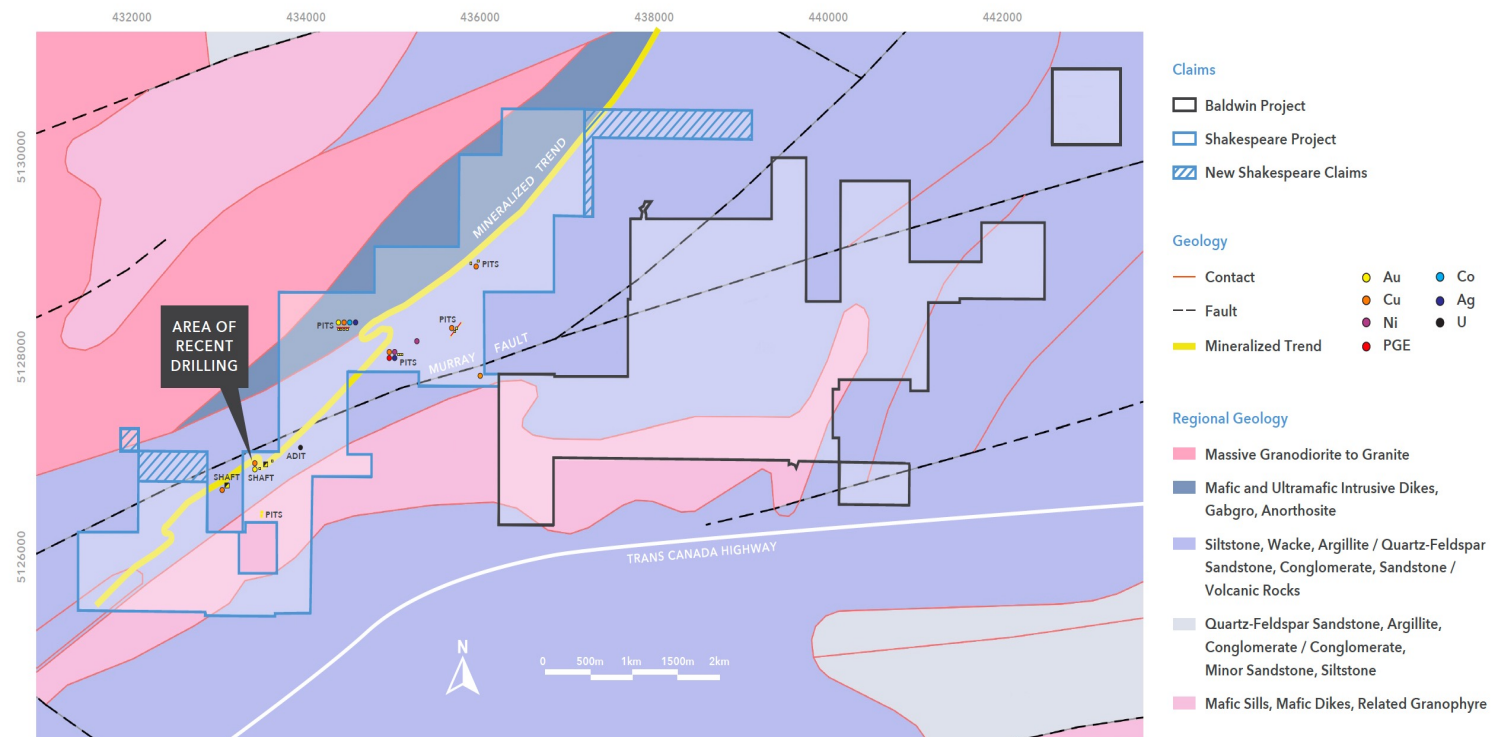 432000
434000
436000
438000
440000
442000
5130000
5128000
5126000
MINERALIZED TREND
PITS
PITS
PITS
PITS
MURRAY FAULT
AREA OF
RECENT
DRILLING
ADIT
SHAFT
SHAFT
PITS
TRANS CANADA HIGHWAY
N
0 500m 1km 1500m 2km
Claims
Baldwin Project
Shakespeare Project
New Shakespeare Claims
Geology
Contact
Fault
Mineralized Trend
Au
Cu
Ni
PGE
Co
Ag
U
Regional Geology
Massive Granodiorite to Granite
Mafic and Ultramafic Intrusive Dikes,
Gabgro, Anorthosite
Siltstone, Wacke, Argillite / Quartz-Feldspar
Sandstone, Conglomerate, Sandstone /
Volcanic Rocks
Quartz-Feldspar Sandstone, Argillite,
Conglomerate / Conglomerate,
Minor Sandstone, Siltstone
Mafic Sills, Mafic Dikes, Related Granophyre